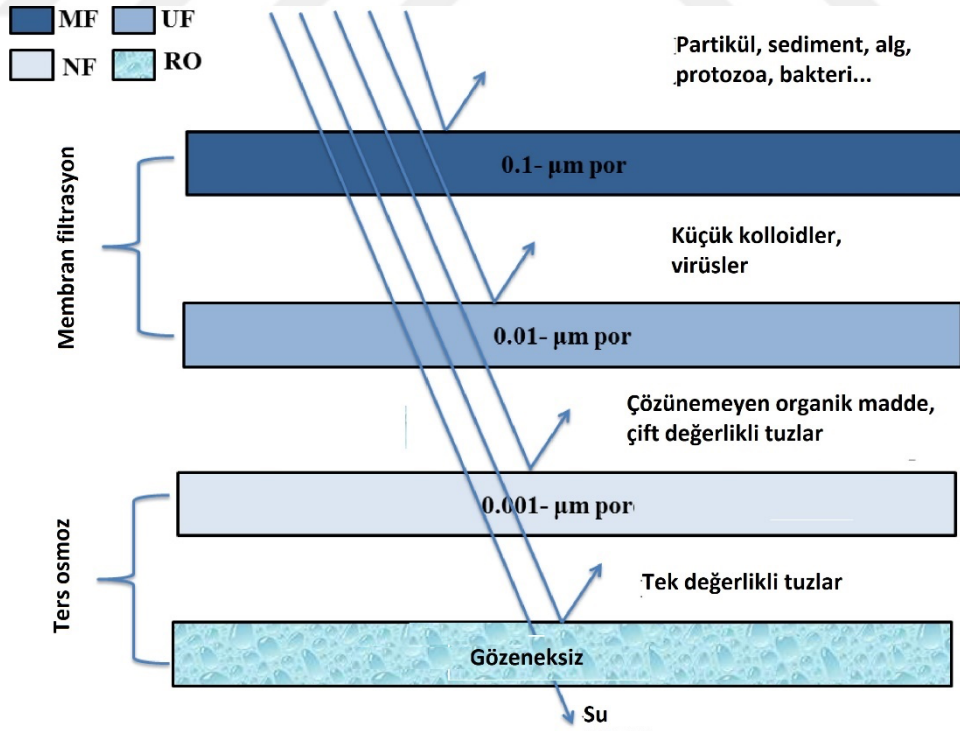 MF UF
NF RO
Partikül, sediment, alg,
protozoa, bakteri...
0.1- µm por
Membran filtrasyon
Küçük kolloidler,
virüsler
0.01- µm por
Çözünemeyen organik madde,
çift değerlikli tuzlar
0.001- µm por
Ters osmoz
Tek değerlikli tuzlar
Gözeneksiz
Su